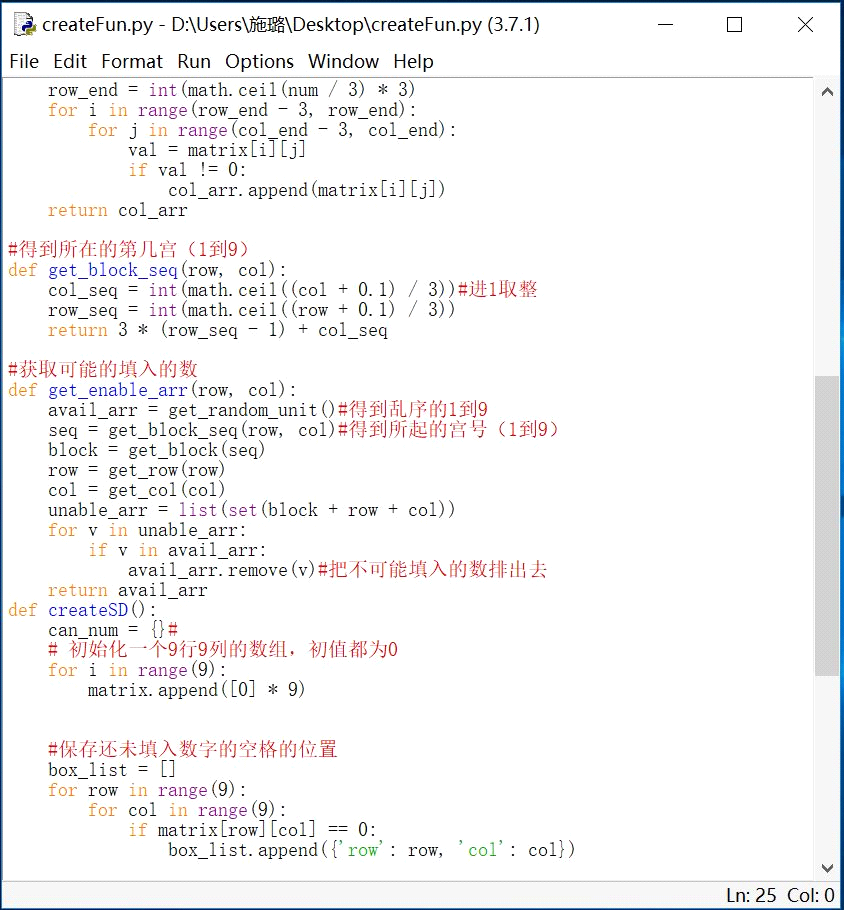 createFun.py - D:\Users\施璐\Desktop\createFun.py (3.7.1)
File Edit Format Run Options Window Help
    row_end = int(math.ceil(num / 3) * 3)
    for i in range(row_end - 3, row_end):
        for j in range(col_end - 3, col_end):
            val = matrix[i][j]
            if val != 0:
                col_arr.append(matrix[i][j])
    return col_arr
#得到所在的第几宫（1到9）
def get_block_seq(row, col):
    col_seq = int(math.ceil((col + 0.1) / 3))#进1取整
    row_seq = int(math.ceil((row + 0.1) / 3))
    return 3 * (row_seq - 1) + col_seq
#获取可能的填入的数
def get_enable_arr(row, col):
    avail_arr = get_random_unit()#得到乱序的1到9
    seq = get_block_seq(row, col)#得到所起的宫号（1到9）
    block = get_block(seq)
    row = get_row(row)
    col = get_col(col)
    unable_arr = list(set(block + row + col))
    for v in unable_arr:
        if v in avail_arr:
            avail_arr.remove(v)#把不可能填入的数排出去
    return avail_arr
def createSD():
    can_num = {}#
    # 初始化一个9行9列的数组，初值都为0
    for i in range(9):
        matrix.append([0] * 9)
    #保存还未填入数字的空格的位置
    box_list = []
    for row in range(9):
        for col in range(9):
            if matrix[row][col] == 0:
                box_list.append({'row': row, 'col': col})
Ln: 25 Col: 0